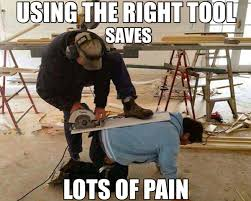 USING THE RIGHT TOOL
SAVES
LOTS OF PAIN